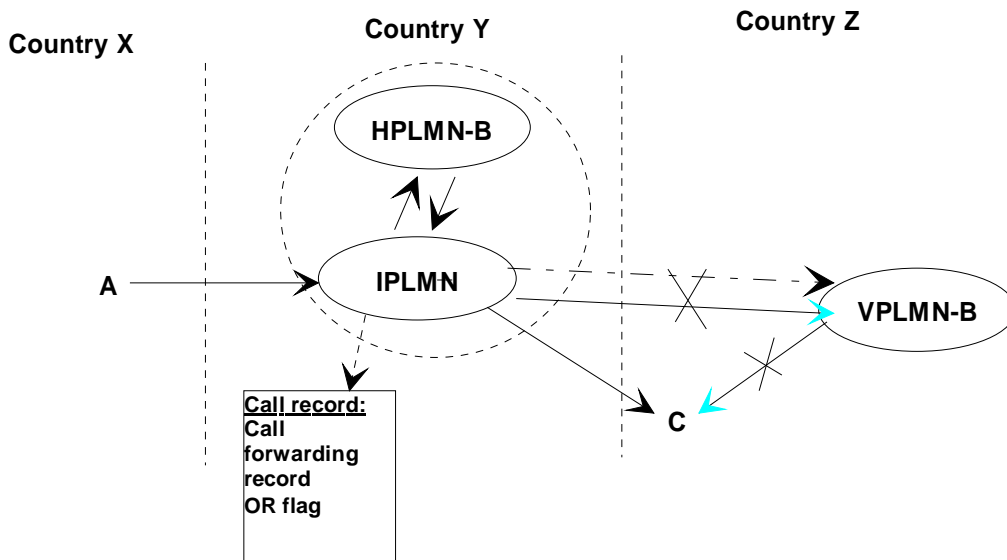 Country X
Country Y
Country Z
HPLMN-B
IPLMN
A
VPLMN-B
C
Call record:
Call
forwarding
record
OR flag